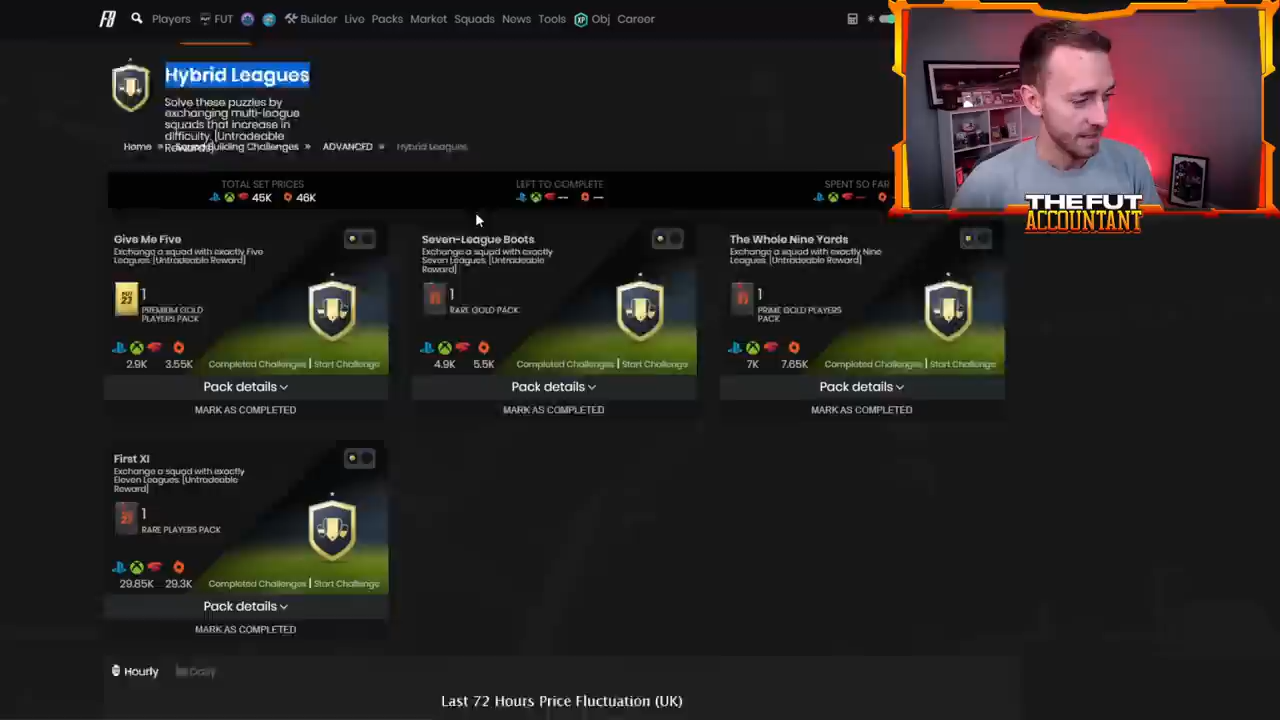 FB Players FUT Builder Live Packs Market Squads News Tools XP Obj Career
Hybrid Leagues
Solve these puzzles by
exchanging multi-league
squads that increase in
difficulty. [Untradeable
Rewards]
Home » Squad Building Challenges » ADVANCED » Hybrid Leagues
TOTAL SET PRICES
45K 46K
LEFT TO COMPLETE
— —
SPENT SO FAR
—
THE FUT
ACCOUNTANT
Give Me Five
Exchange a squad with exactly Five
Leagues. [Untradeable Reward]
1
PREMIUM GOLD
PLAYERS PACK
2.9K 3.55K
Completed Challenges | Start Challenge
Pack details
MARK AS COMPLETED
Seven-League Boots
Exchange a squad with exactly
Seven Leagues. [Untradeable
Reward]
1
RARE GOLD PACK
4.9K 5.5K
Completed Challenges | Start Challenge
Pack details
MARK AS COMPLETED
The Whole Nine Yards
Exchange a squad with exactly Nine
Leagues. [Untradeable Reward]
1
PRIME GOLD PLAYERS
PACK
7K 7.65K
Completed Challenges | Start Challenge
Pack details
MARK AS COMPLETED
First XI
Exchange a squad with exactly
Eleven Leagues. [Untradeable
Reward]
1
RARE PLAYERS PACK
29.85K 29.3K
Completed Challenges | Start Challenge
Pack details
MARK AS COMPLETED
Hourly Daily
Last 72 Hours Price Fluctuation (UK)